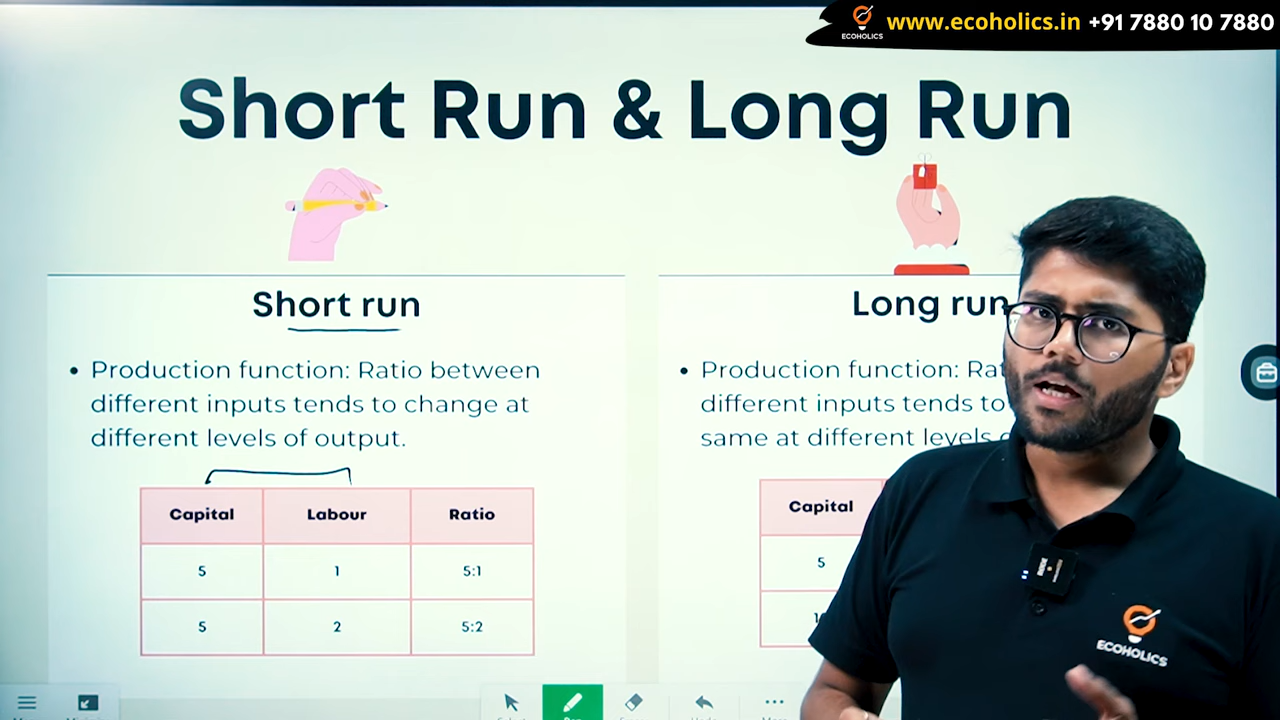 www.ecoholics.in +91 7880 10 7880
ECOHOLICS
Short Run & Long Run
Short run
• Production function: Ratio between
different inputs tends to change at
different levels of output.
Capital Labour Ratio
5 1 5:1
5 2 5:2
Long run
• Production function:
different inputs tends to
same at different levels
Capital
5
ECOHOLICS